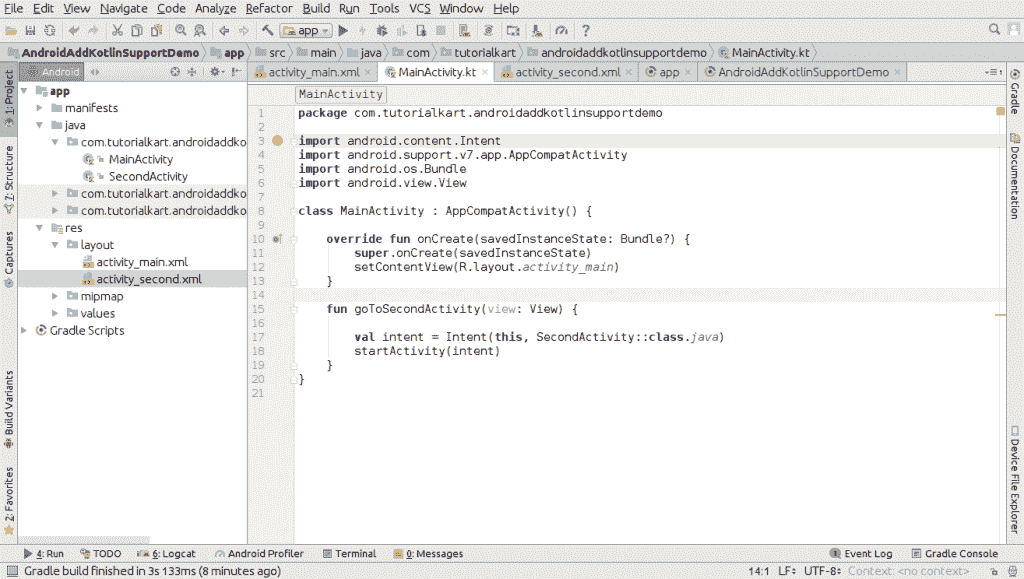 File Edit View Navigate Code Analyze Refactor Build Run Tools VCS Window Help
app
AndroidAddKotlinSupportDemo app src main java com tutorialkart androidaddkotlinsupportdemo MainActivity.kt
Android
activity_main.xml MainActivity.kt activity_second.xml app AndroidAddKotlinSupportDemo
1: Project
Z: Structure
Captures
Build Variants
2: Favorites
app
manifests
java
com.tutorialkart.androidaddko
MainActivity
SecondActivity
com.tutorialkart.androidaddko
com.tutorialkart.androidaddko
res
layout
activity_main.xml
activity_second.xml
mipmap
values
Gradle Scripts
MainActivity
1 package com.tutorialkart.androidaddkotlinsupportdemo
2
3 import android.content.Intent
4 import android.support.v7.app.AppCompatActivity
5 import android.os.Bundle
6 import android.view.View
7
8 class MainActivity : AppCompatActivity() {
9
10 override fun onCreate(savedInstanceState: Bundle?) {
11 super.onCreate(savedInstanceState)
12 setContentView(R.layout.activity_main)
13 }
14
15 fun goToSecondActivity(view: View) {
16
17 val intent = Intent(this, SecondActivity::class.java)
18 startActivity(intent)
19 }
20 }
21
Gradle
Documentation
Device File Explorer
4: Run TODO 6: Logcat Android Profiler Terminal 0: Messages Event Log Gradle Console
Gradle build finished in 3s 133ms (8 minutes ago) 14:1 LF÷ UTF-8÷ Context: <no context>